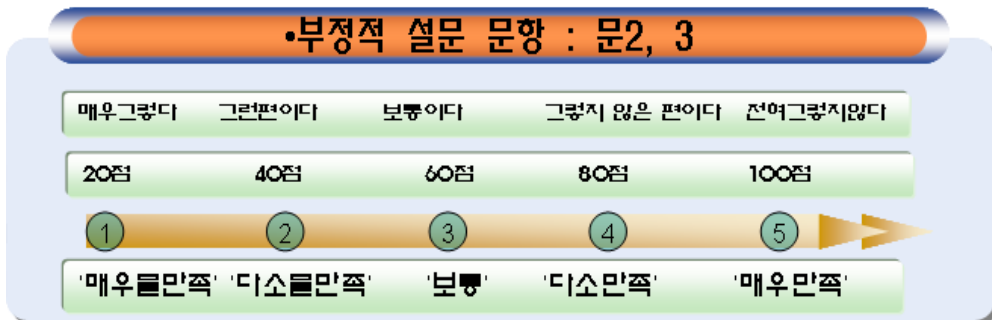 •부정적 설문 문항 : 문2, 3
매우그렇다 그런편이다 보통이다 그렇지 않은 편이다 전혀그렇지않다
20점 40점 60점 80점 100점
1 2 3 4 5
'매우불만족' '다소불만족' '보통' '다소만족' '매우만족'